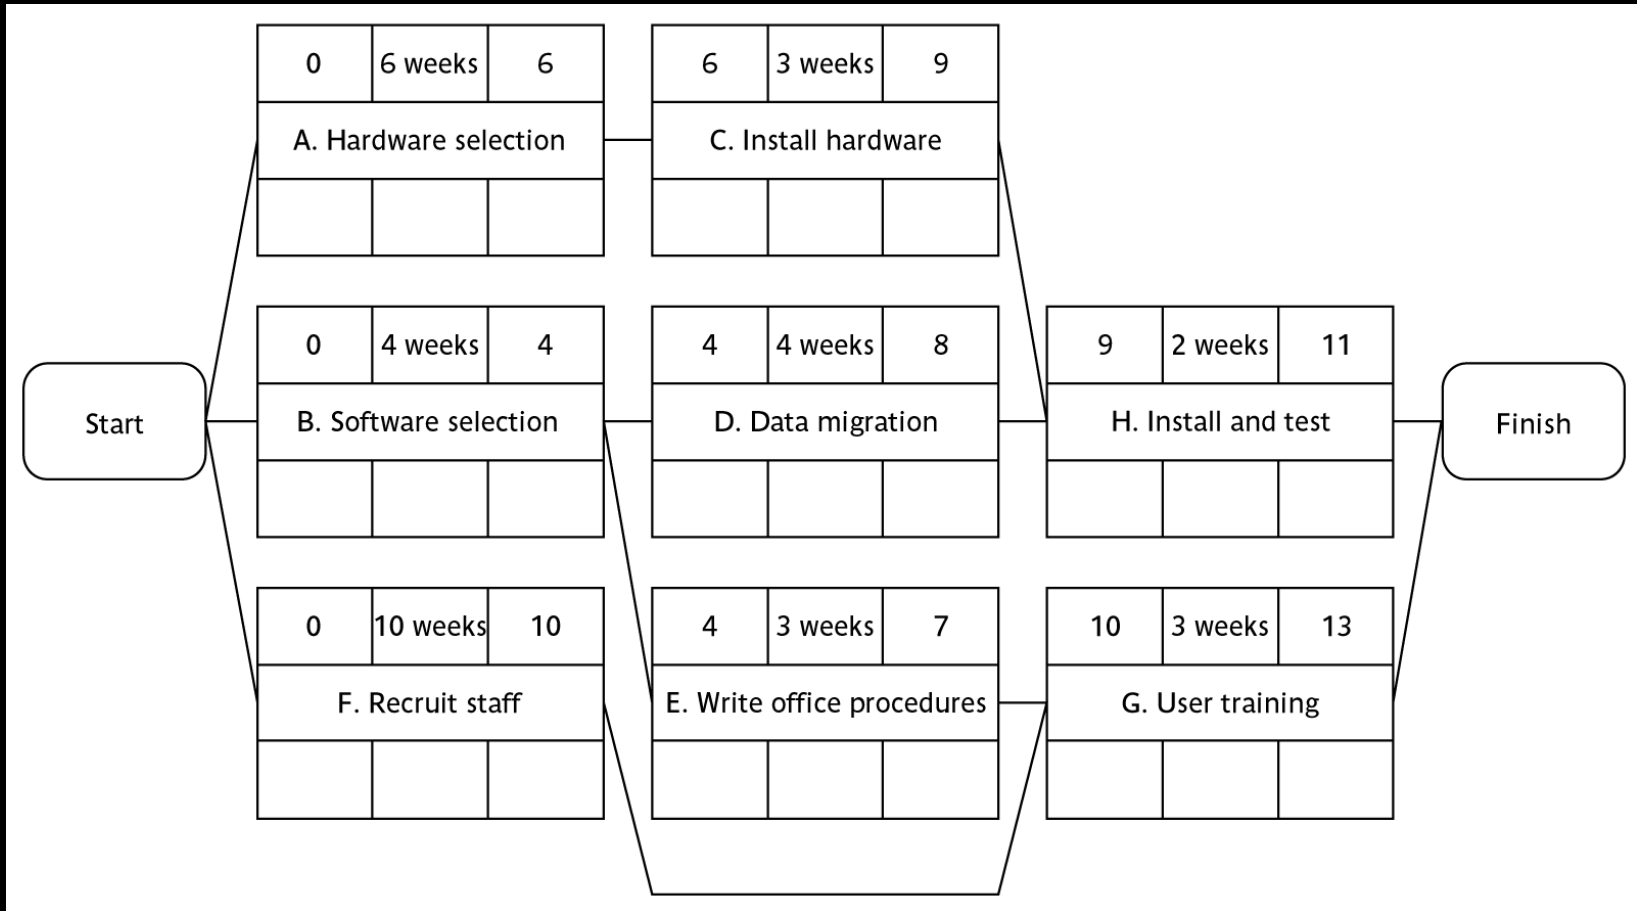 0 6 weeks 6
A. Hardware selection
6 3 weeks 9
C. Install hardware
Start
0 4 weeks 4
B. Software selection
4 4 weeks 8
D. Data migration
9 2 weeks 11
H. Install and test
Finish
0 10 weeks 10
F. Recruit staff
4 3 weeks 7
E. Write office procedures
10 3 weeks 13
G. User training